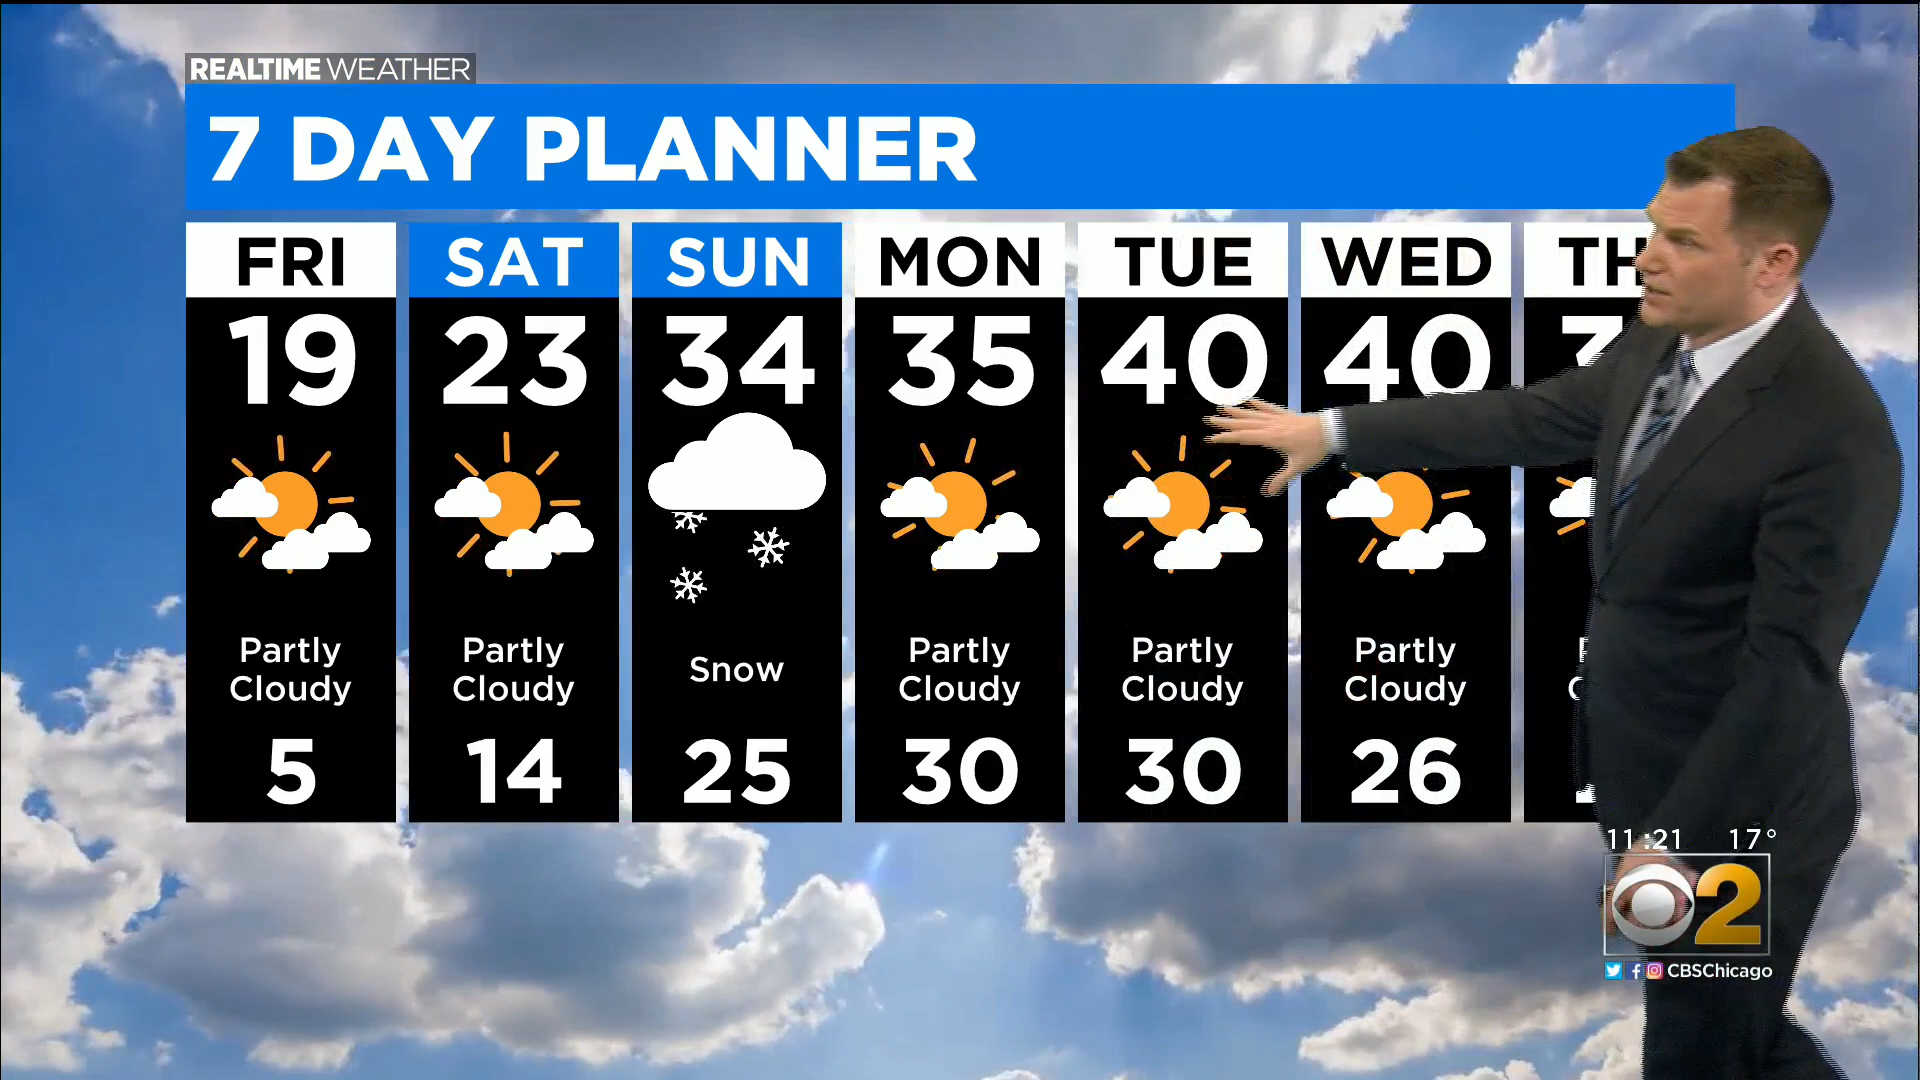 REALTIME WEATHER
7 DAY PLANNER
FRI SAT SUN MON TUE WED
19 23 34 35 40 40
Partly Cloudy
Partly Cloudy
Snow
Partly Cloudy
Partly Cloudy
Partly Cloudy
5 14 25 30 30 26
11:21 17°
2
CBSChicago